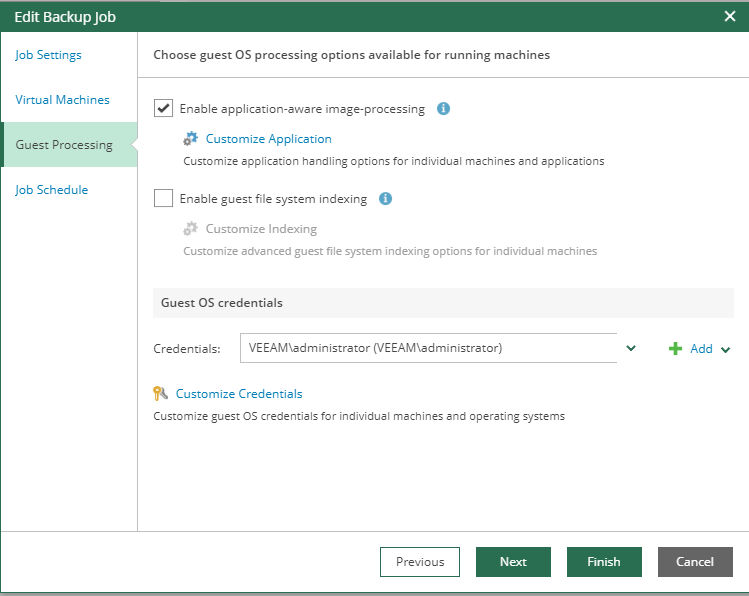 Edit Backup Job
Job Settings
Virtual Machines
Guest Processing
Job Schedule
Choose guest OS processing options available for running machines
Enable application-aware image-processing
Customize Application
Customize application handling options for individual machines and applications
Enable guest file system indexing
Customize Indexing
Customize advanced guest file system indexing options for individual machines
Guest OS credentials
Credentials: VEEAM\administrator (VEEAM\administrator) Add
Customize Credentials
Customize guest OS credentials for individual machines and operating systems
Previous Next Finish Cancel